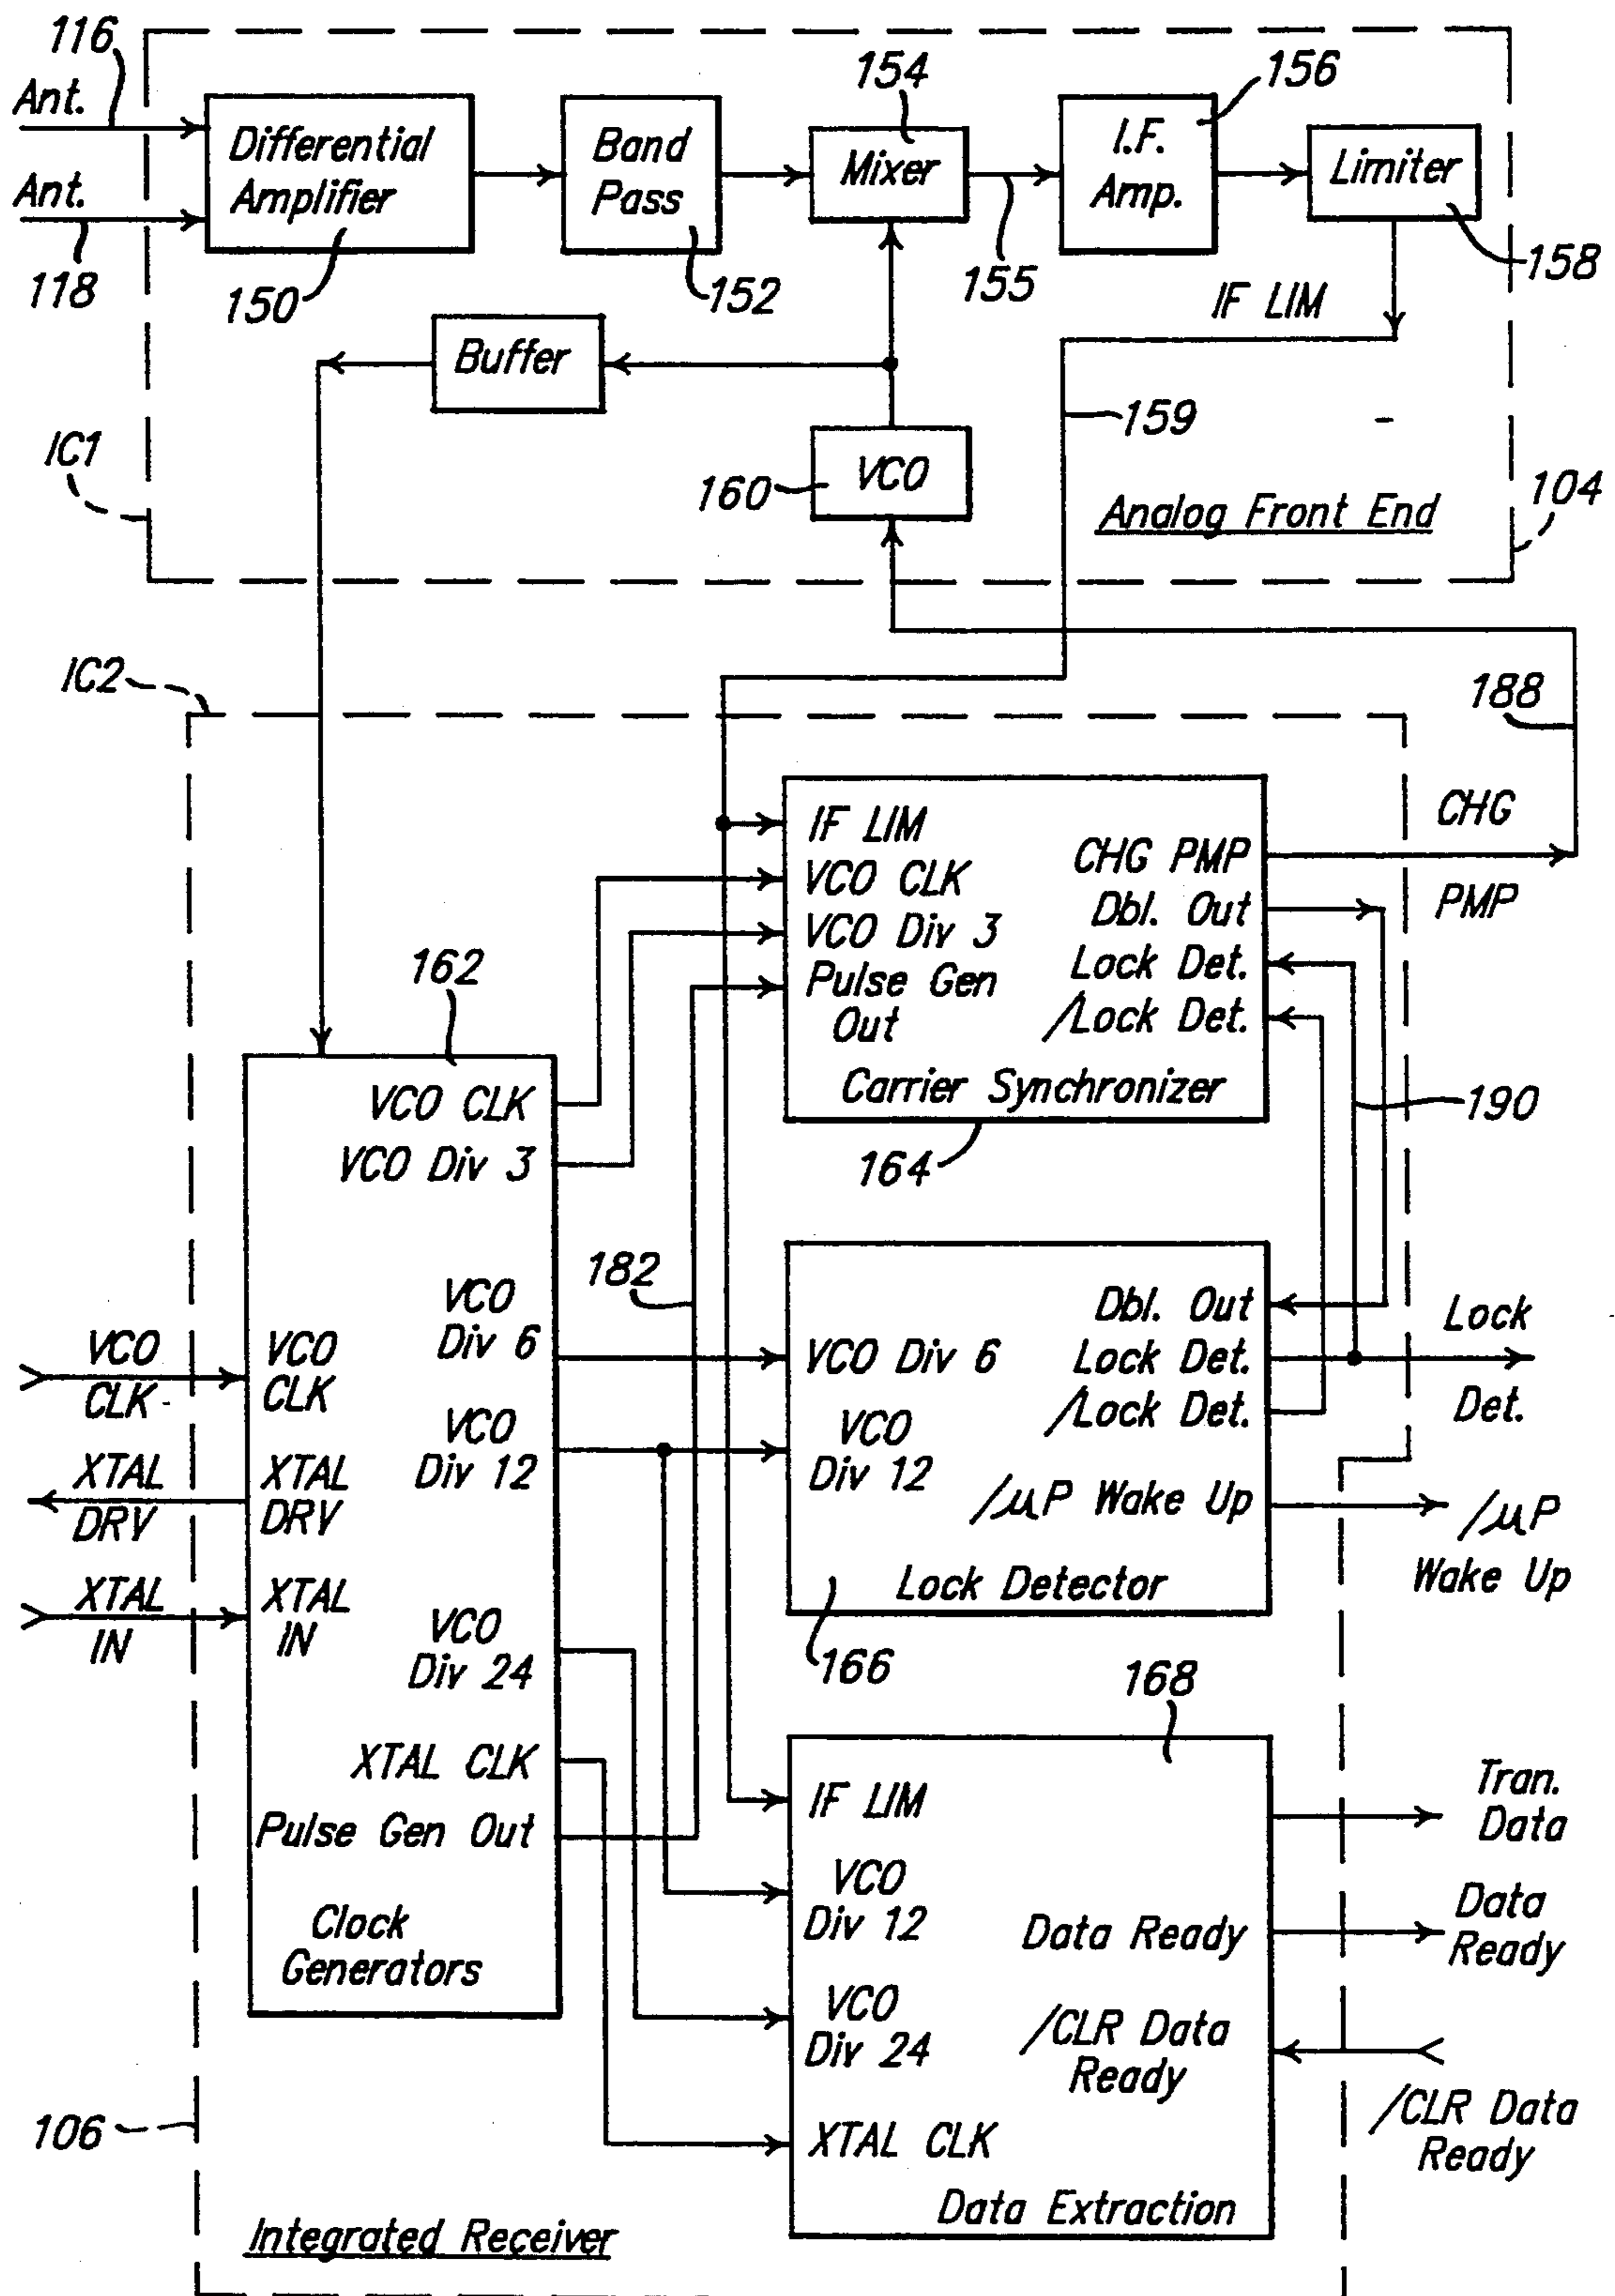 116
Ant.
Ant.
118
Differential
Amplifier
150
Band
Pass
152
154
Mixer
155
156
I.F.
Amp.
Limiter
158
IF LIM
Buffer
159
IC1
160
VCO
Analog Front End
104
IC2
188
CHG
PMP
IF LIM
VCO CLK
VCO Div 3
Pulse Gen
Out
CHG PMP
Dbl. Out
Lock Det.
/Lock Det.
Carrier Synchronizer
164
190
162
VCO CLK
VCO Div 3
VCO
Div 6
VCO
Div 12
VCO
Div 24
XTAL CLK
Pulse Gen Out
Clock
Generators
VCO
CLK
VCO
CLK
XTAL
DRV
XTAL
DRV
XTAL
IN
XTAL
IN
182
VCO Div 6
VCO
Div 12
Dbl. Out
Lock Det.
/Lock Det.
/μP Wake Up
Lock Detector
166
Lock
Det.
/μP
Wake Up
168
IF LIM
VCO
Div 12
VCO
Div 24
XTAL CLK
Data Ready
/CLR Data
Ready
Data Extraction
Tran.
Data
Data
Ready
/CLR Data
Ready
106
Integrated Receiver